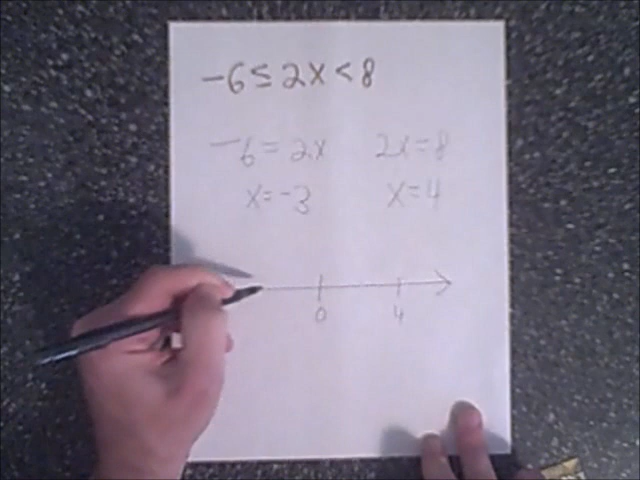 -6 ≤ 2x < 8
-6 = 2x 2x = 8
x = -3 x = 4
0 4